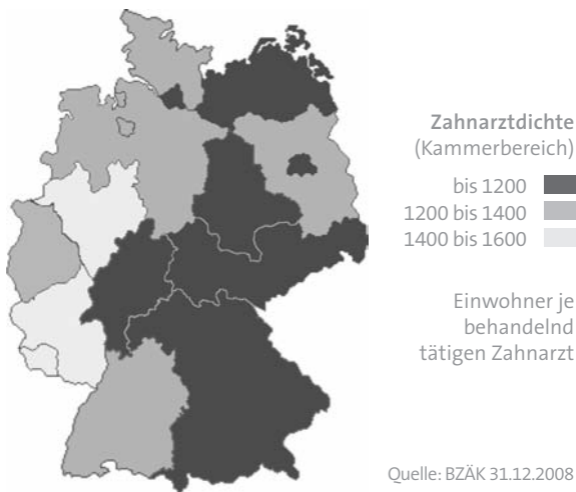 Zahnarztdichte
(Kammerbereich)
bis 1200
1200 bis 1400
1400 bis 1600
Einwohner je
behandelnd
tätigen Zahnarzt
Quelle: BZÄK 31.12.2008